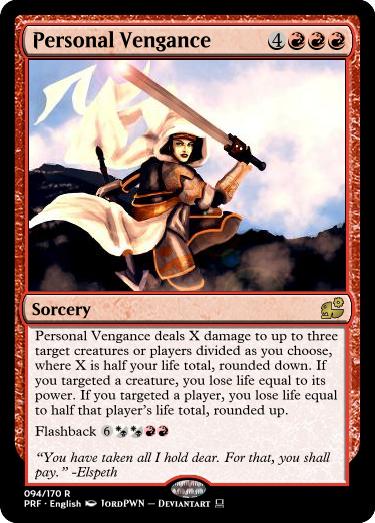 Personal Vengance 4
Sorcery
Personal Vengance deals X damage to up to three
target creatures or players divided as you choose,
where X is half your life total, rounded down. If
you targeted a creature, you lose life equal to its
power. If you targeted a player, you lose life equal
to half that player's life total, rounded up.
Flashback 6
“You have taken all I hold dear. For that, you shall
pay.” -Elspeth
094/170 R
PRF • English JORDPWN — DEVIANTART